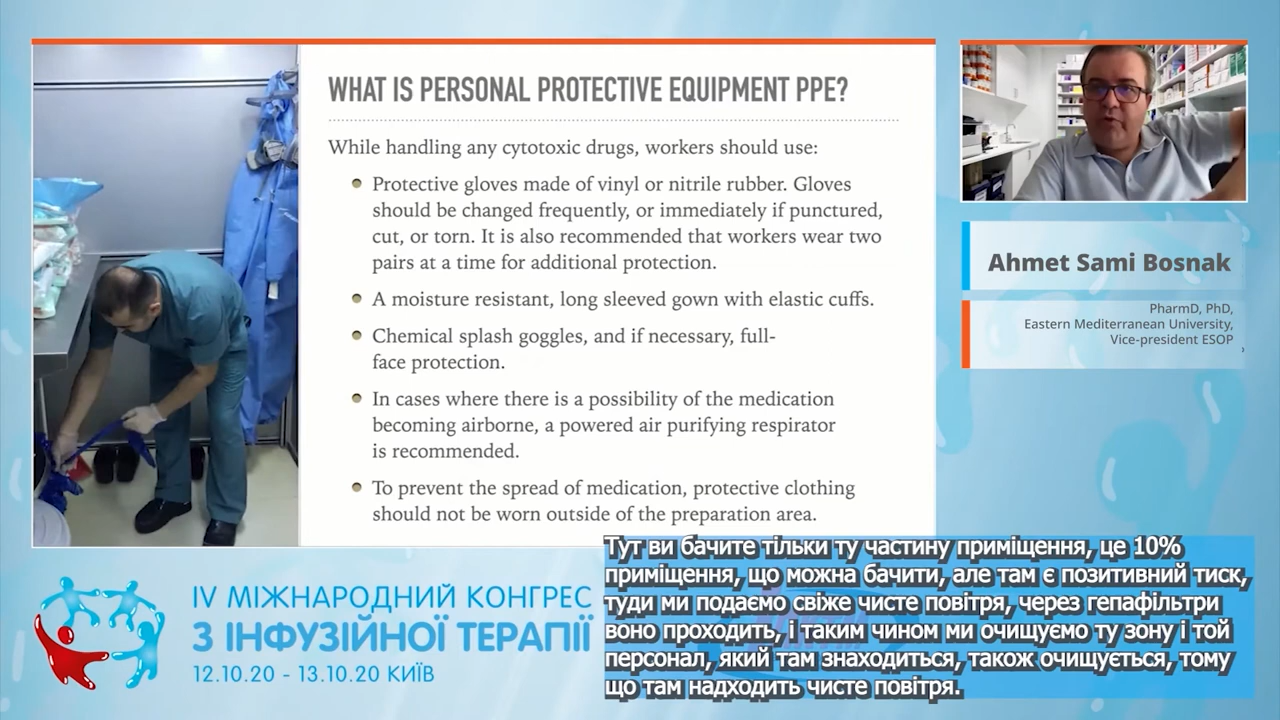 WHAT IS PERSONAL PROTECTIVE EQUIPMENT PPE?
While handling any cytotoxic drugs, workers should use:
Protective gloves made of vinyl or nitrile rubber. Gloves
should be changed frequently, or immediately if punctured,
cut, or torn. It is also recommended that workers wear two
pairs at a time for additional protection.
A moisture resistant, long sleeved gown with elastic cuffs.
Chemical splash goggles, and if necessary, full-
face protection.
In cases where there is a possibility of the medication
becoming airborne, a powered air purifying respirator
is recommended.
To prevent the spread of medication, protective clothing
should not be worn outside of the preparation area.
Ahmet Sami Bosnak
PharmD, PhD,
Eastern Mediterranean University,
Vice-president ESOP
IV МІЖНАРОДНИЙ КОНГРЕС
З ІНФУЗІЙНОЇ ТЕРАПІЇ
12.10.20 - 13.10.20 КИЇВ
Тут ви бачите тільки ту частину приміщення, це 10%
приміщення, що можна бачити, але там є позитивний тиск,
туди ми подаємо свіже чисте повітря, через гепафільтри
воно проходить, і таким чином ми очищуємо ту зону і той
персонал, який там знаходиться, також очищується, тому
що там надходить чисте повітря.